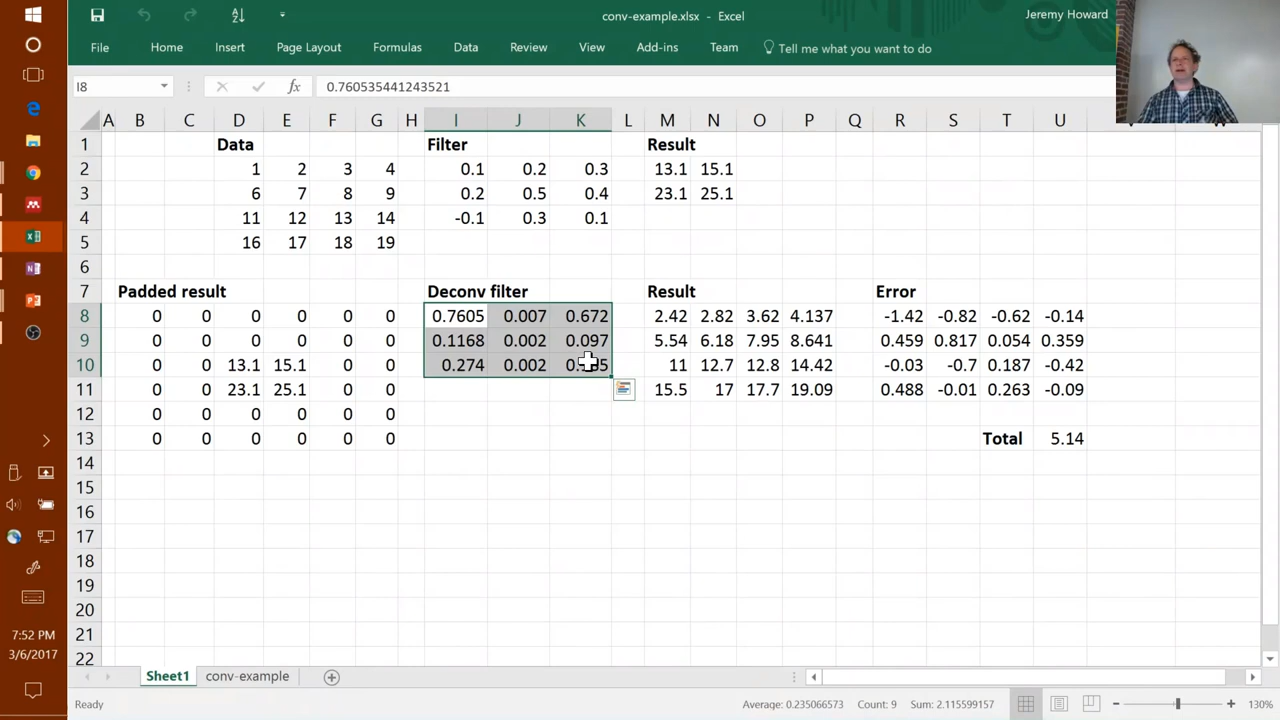 conv-example.xlsx - Excel
Jeremy Howard
File Home Insert Page Layout Formulas Data Review View Add-ins Team Tell me what you want to do
I8 fx 0.760535441243521
A B C D E F G H I J K L M N O P Q R S T U
1 Data Filter Result
2 1 2 3 4 0.1 0.2 0.3 13.1 15.1
3 6 7 8 9 0.2 0.5 0.4 23.1 25.1
4 11 12 13 14 -0.1 0.3 0.1
5 16 17 18 19
6
7 Padded result Deconv filter Result Error
8 0 0 0 0 0 0 0.7605 0.007 0.672 2.42 2.82 3.62 4.137 -1.42 -0.82 -0.62 -0.14
9 0 0 0 0 0 0 0.1168 0.002 0.097 5.54 6.18 7.95 8.641 0.459 0.817 0.054 0.359
10 0 0 13.1 15.1 0 0 0.274 0.002 11 12.7 12.8 14.42 -0.03 -0.7 0.187 -0.42
11 0 0 23.1 25.1 0 0 15.5 17 17.7 19.09 0.488 -0.01 0.263 -0.09
12 0 0 0 0 0 0
13 0 0 0 0 0 0 Total 5.14
14
15
16
17
18
19
20
21
22
7:52 PM
3/6/2017
Sheet1 conv-example
Ready Average: 0.235066573 Count: 9 Sum: 2.115599157 130%